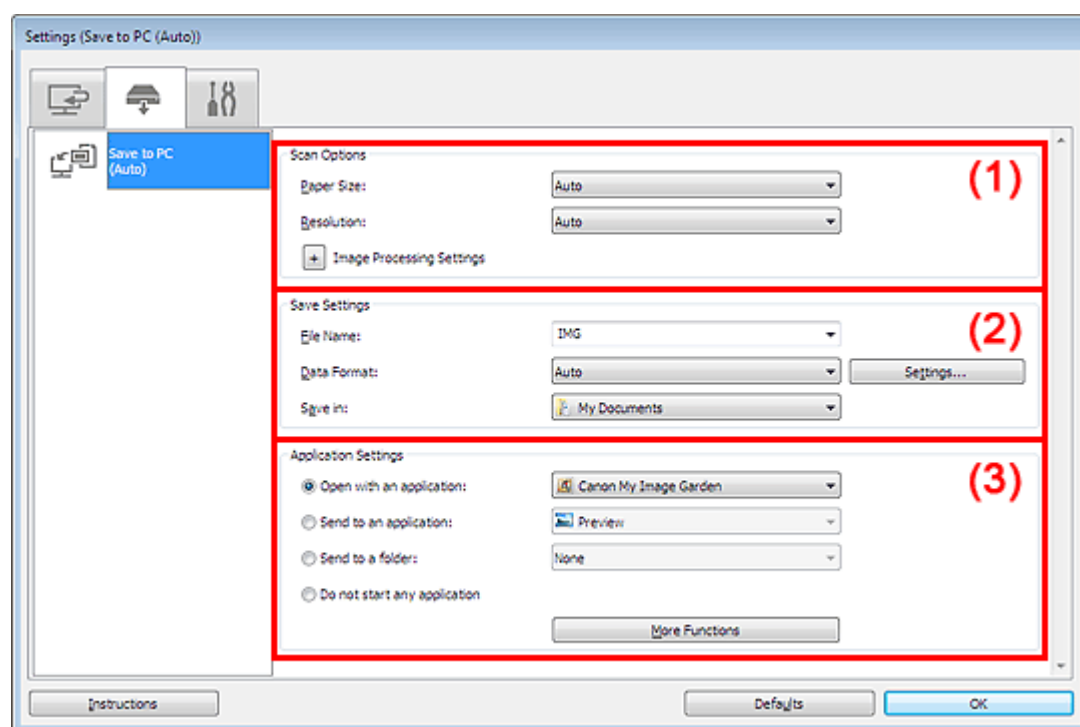 Settings (Save to PC (Auto))
Save to PC
(Auto)
Scan Options
(1)
Paper Size: Auto
Resolution: Auto
+ Image Processing Settings
Save Settings
(2)
File Name: IMG
Data Format: Auto Settings...
Save in: My Documents
Application Settings
(3)
Open with an application: Canon My Image Garden
Send to an application: Preview
Send to a folder: None
Do not start any application
More Functions
Instructions Defaults OK